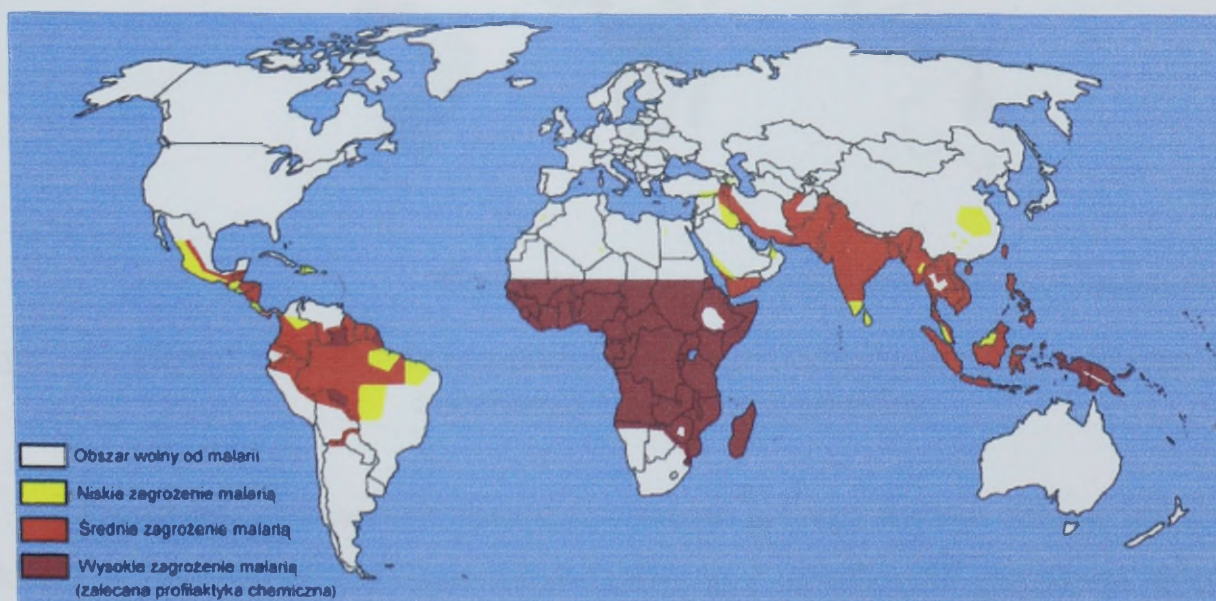 Obszar wolny od malarii
Niskie zagrożenie malarią
Średnie zagrożenie malarią
Wysokie zagrożenie malarią
(zalecana profilaktyka chemiczna)